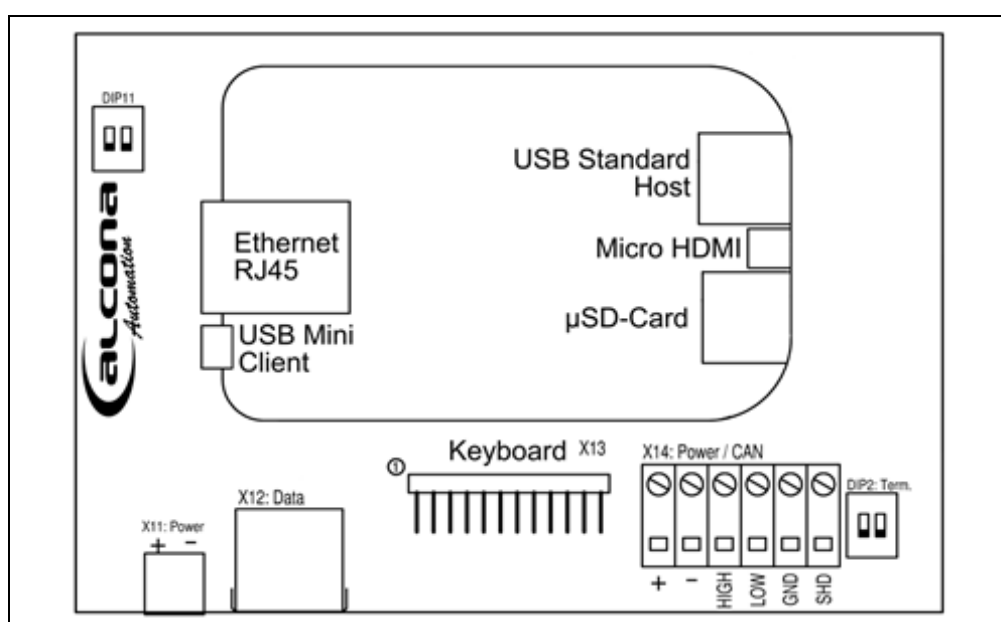 DIP11
USB Standard
Host
Ethernet
RJ45
Micro HDMI
µSD-Card
USB Mini
Client
alcona
Automation
Keyboard X13
1
X14: Power / CAN
DIP2: Term.
X12: Data
X11: Power
+ -
+ - HIGH LOW GND SHD